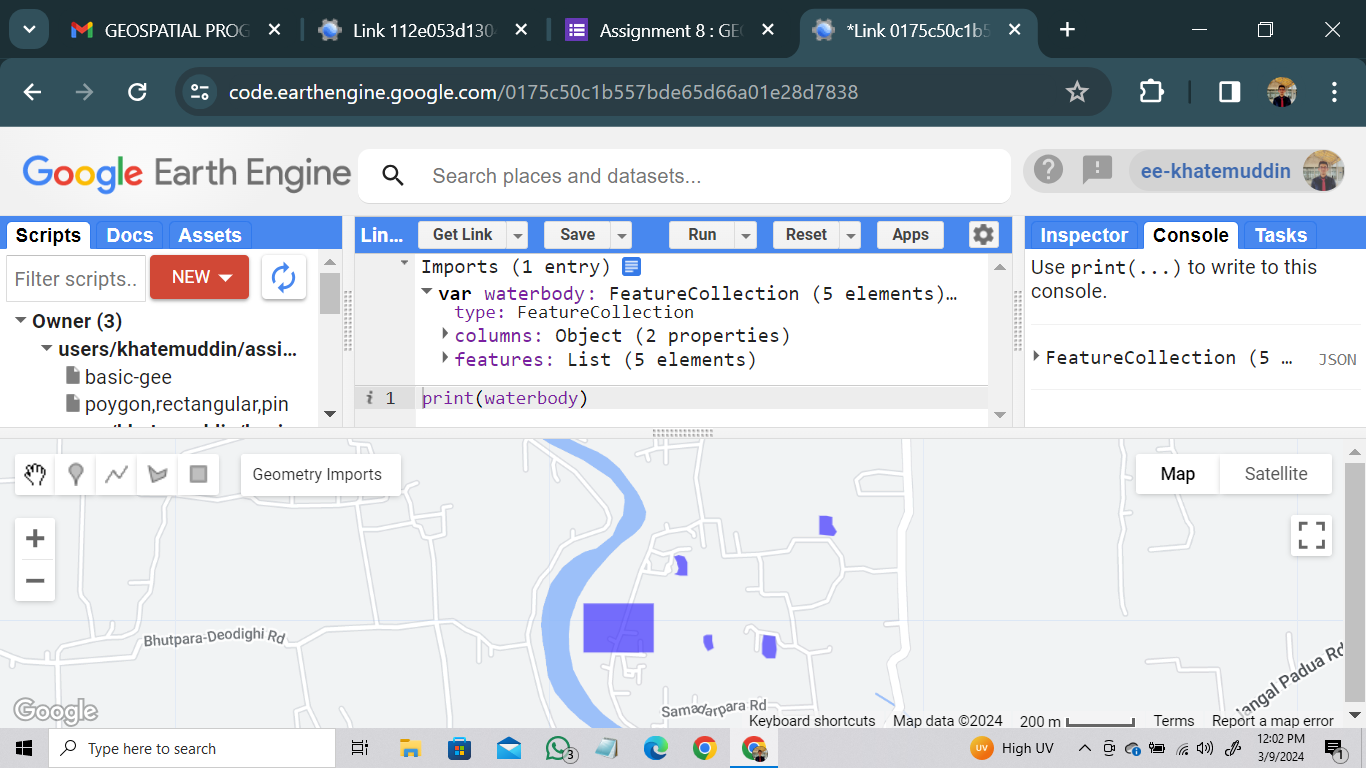 GEOSPATIAL PROG
Link 112e053d130
Assignment 8 : GE
*Link 0175c50c1b5
code.earthengine.google.com/0175c50c1b557bde65d66a01e28d7838
Google Earth Engine
Search places and datasets...
ee-khatemuddin
Scripts Docs Assets
Filter scripts..
NEW
Owner (3)
users/khatemuddin/assi...
basic-gee
poygon,rectangular,pin
Lin...
Get Link
Save
Run
Reset
Apps
Imports (1 entry)
var waterbody: FeatureCollection (5 elements)…
type: FeatureCollection
columns: Object (2 properties)
features: List (5 elements)
i 1 print(waterbody)
Inspector Console Tasks
Use print(...) to write to this
console.
FeatureCollection (5 … JSON
Geometry Imports
Map Satellite
Bhutpara-Deodighi Rd
Samadarpara Rd
Jangal Padua Rd
Google
Keyboard shortcuts Map data ©2024 200 m Terms Report a map error
Type here to search
3
UV High UV
12:02 PM
3/9/2024
1